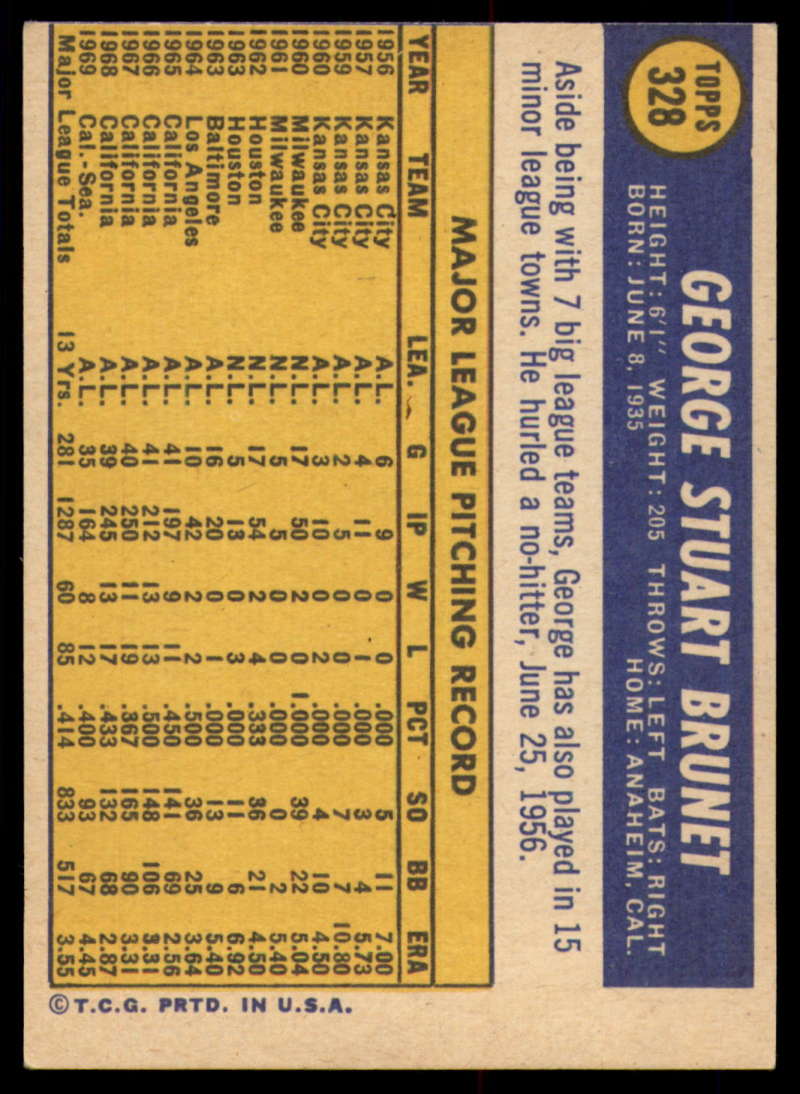 TOPPS
328
GEORGE STUART BRUNET
HEIGHT: 6'1" WEIGHT: 205 THROWS: LEFT BATS: RIGHT
BORN: JUNE 8, 1935 HOME: ANAHEIM, CAL.
Aside being with 7 big league teams, George has also played in 15
minor league towns. He hurled a no-hitter, June 25, 1956.
MAJOR LEAGUE PITCHING RECORD
YEAR TEAM LEA. G IP W L PCT SO BB ERA
1956 Kansas City A.L. 6 9 0 0 .000 5 11 7.00
1957 Kansas City A.L. 4 11 0 1 .000 3 4 5.73
1959 Kansas City A.L. 2 5 0 0 .000 7 7 10.80
1960 Kansas City A.L. 3 10 0 2 .000 4 10 4.50
1960 Milwaukee N.L. 17 50 2 0 1.000 39 22 5.04
1961 Milwaukee N.L. 5 5 0 0 .000 0 2 5.40
1962 Houston N.L. 17 54 2 4 .333 36 21 4.50
1963 Houston N.L. 5 13 0 3 .000 11 6 6.92
1963 Baltimore A.L. 16 20 0 1 .000 13 9 5.40
1964 Los Angeles A.L. 10 42 2 2 .500 36 25 3.64
1965 California A.L. 41 197 9 11 .450 141 69 2.56
1966 California A.L. 41 212 13 13 .500 148 106 3.31
1967 California A.L. 40 250 11 19 .367 165 90 3.31
1968 California A.L. 39 245 13 17 .433 132 68 2.87
1969 Cal.-Sea. A.L. 35 164 8 12 .400 93 67 4.45
Major League Totals 13 Yrs. 281 1287 60 85 .414 833 517 3.55
© T.C.G. PRTD. IN U.S.A.